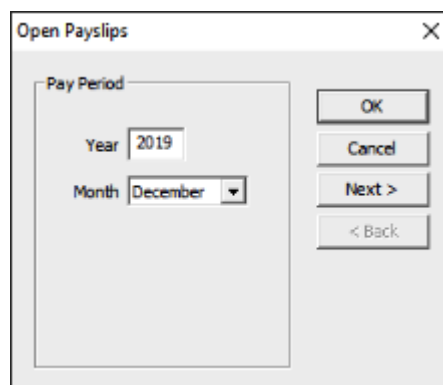 Open Payslips
Pay Period
Year 2019
Month December
OK
Cancel
Next >
< Back